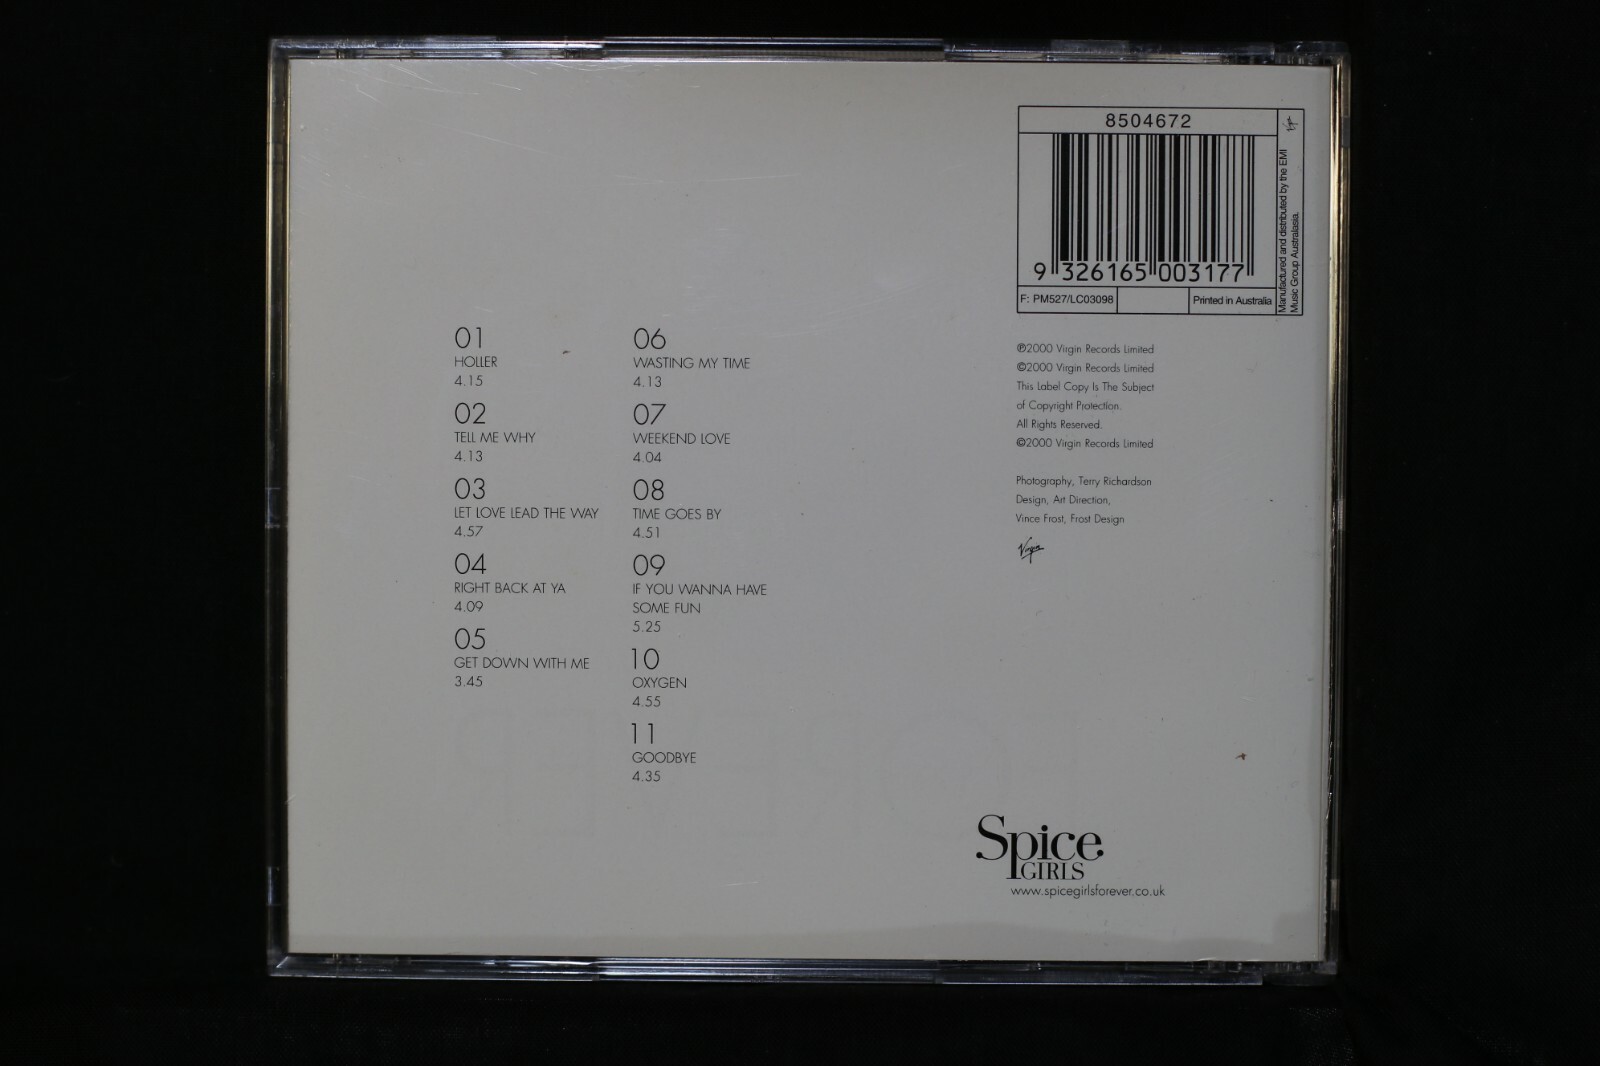 8504672
9 326165 003177
F: PM527/LC03098
Printed in Australia
Manufactured and distributed by the EMI
Music Group Australasia.
Virgin
01
HOLLER
4.15
02
TELL ME WHY
4.13
03
LET LOVE LEAD THE WAY
4.57
04
RIGHT BACK AT YA
4.09
05
GET DOWN WITH ME
3.45
06
WASTING MY TIME
4.13
07
WEEKEND LOVE
4.04
08
TIME GOES BY
4.51
09
IF YOU WANNA HAVE
SOME FUN
5.25
10
OXYGEN
4.55
11
GOODBYE
4.35
℗2000 Virgin Records Limited
©2000 Virgin Records Limited
This Label Copy Is The Subject
of Copyright Protection.
All Rights Reserved.
©2000 Virgin Records Limited
Photography, Terry Richardson
Design, Art Direction,
Vince Frost, Frost Design
Virgin
Spice
GIRLS
www.spicegirlsforever.co.uk